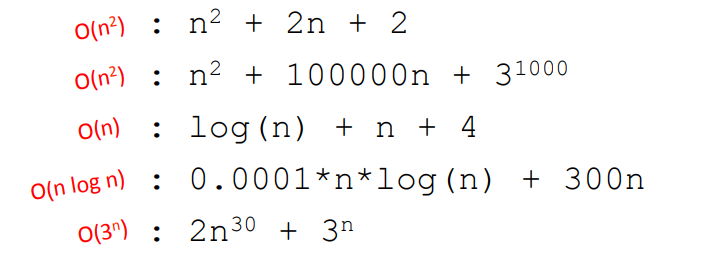 O(n²) : n² + 2n + 2
O(n²) : n² + 100000n + 3¹⁰⁰⁰
O(n) : log(n) + n + 4
O(n log n) : 0.0001*n*log(n) + 300n
O(3ⁿ) : 2n³⁰ + 3ⁿ